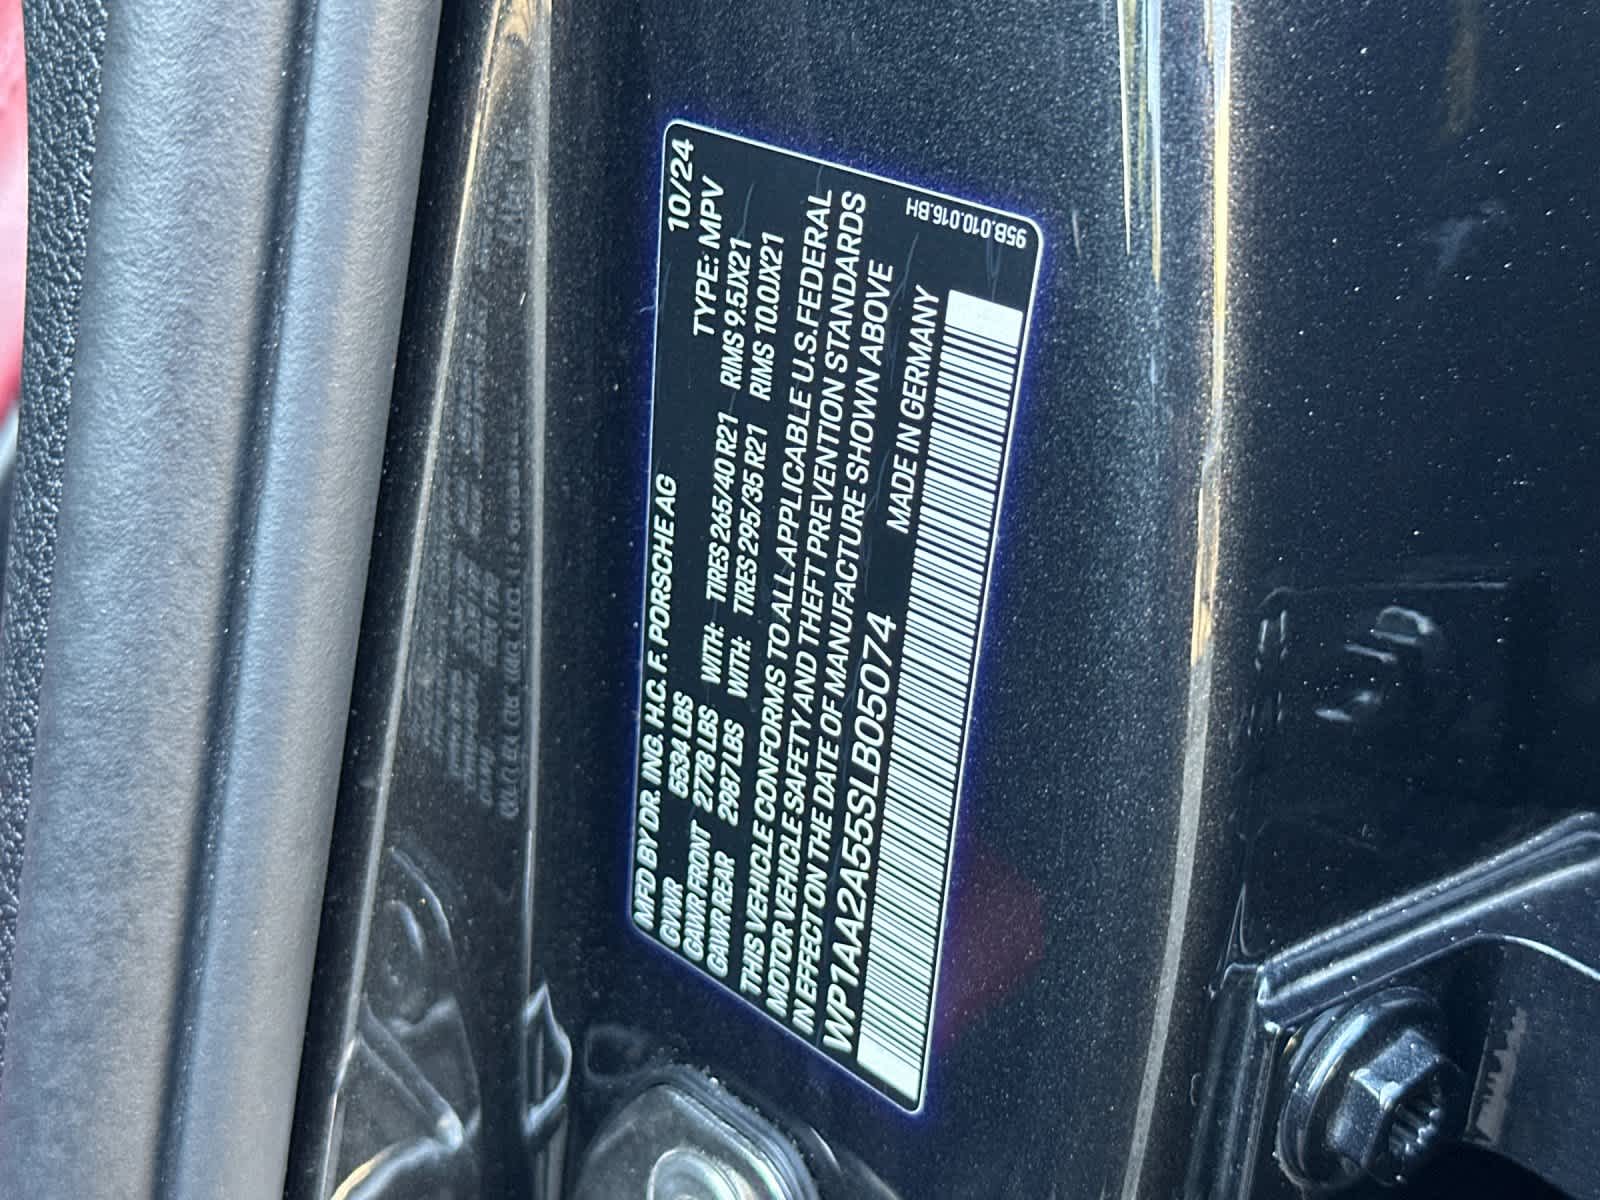 MFD BY DR. ING. H.C. F. PORSCHE AG 10/24
GVWR 5534 LBS TYPE: MPV
GAWR FRONT 2778 LBS WITH: TIRES 265/40 R21 RIMS 9.5JX21
GAWR REAR 2987 LBS WITH: TIRES 295/35 R21 RIMS 10.0JX21
THIS VEHICLE CONFORMS TO ALL APPLICABLE U.S. FEDERAL
MOTOR VEHICLE SAFETY AND THEFT PREVENTION STANDARDS
IN EFFECT ON THE DATE OF MANUFACTURE SHOWN ABOVE
WP1AA2A55SLB05074 MADE IN GERMANY
95B.010.016.BH